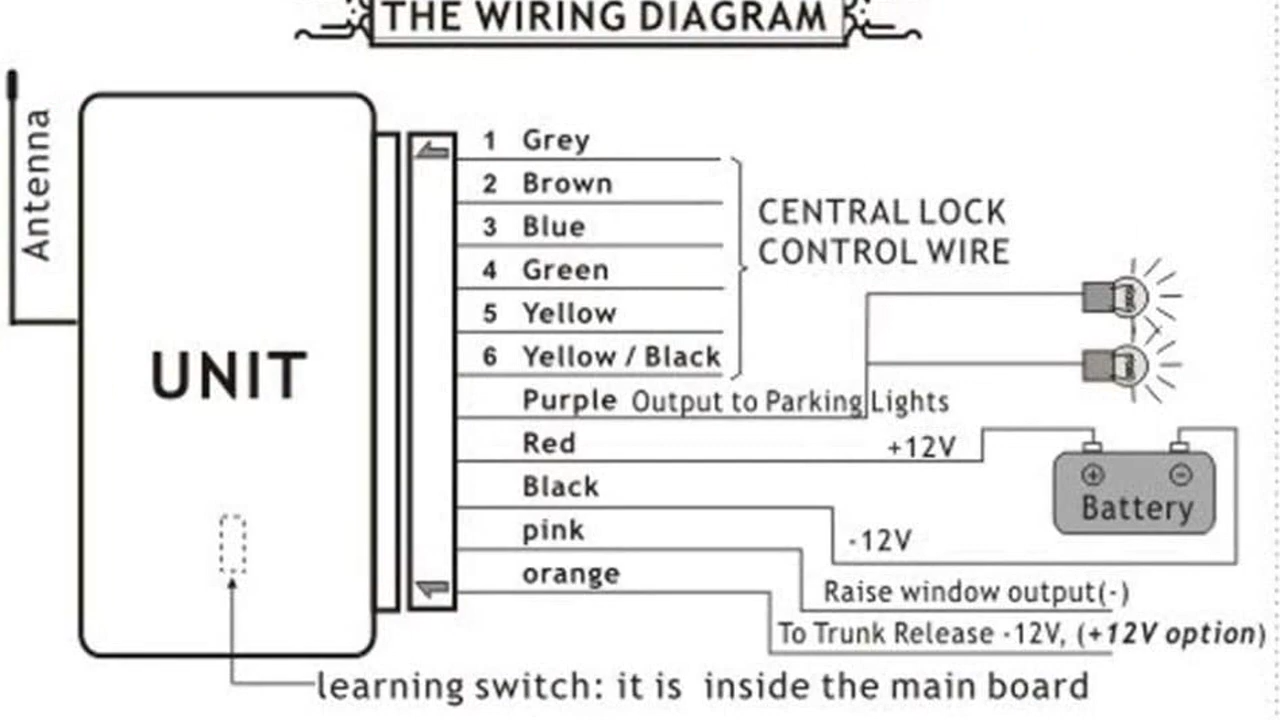 THE WIRING DIAGRAM
Antenna
UNIT
1 Grey
2 Brown
3 Blue
4 Green
5 Yellow
6 Yellow / Black
CENTRAL LOCK
CONTROL WIRE
Purple Output to Parking Lights
Red +12V
Black
-12V
pink
Raise window output(-)
orange
To Trunk Release -12V, (+12V option)
+ −
Battery
learning switch: it is inside the main board